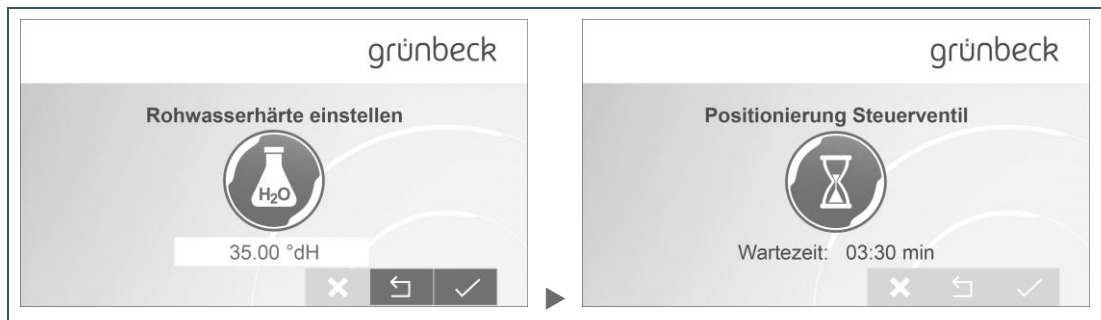 grünbeck
Rohwasserhärte einstellen
H₂O
35.00 °dH
grünbeck
Positionierung Steuerventil
Wartezeit: 03:30 min